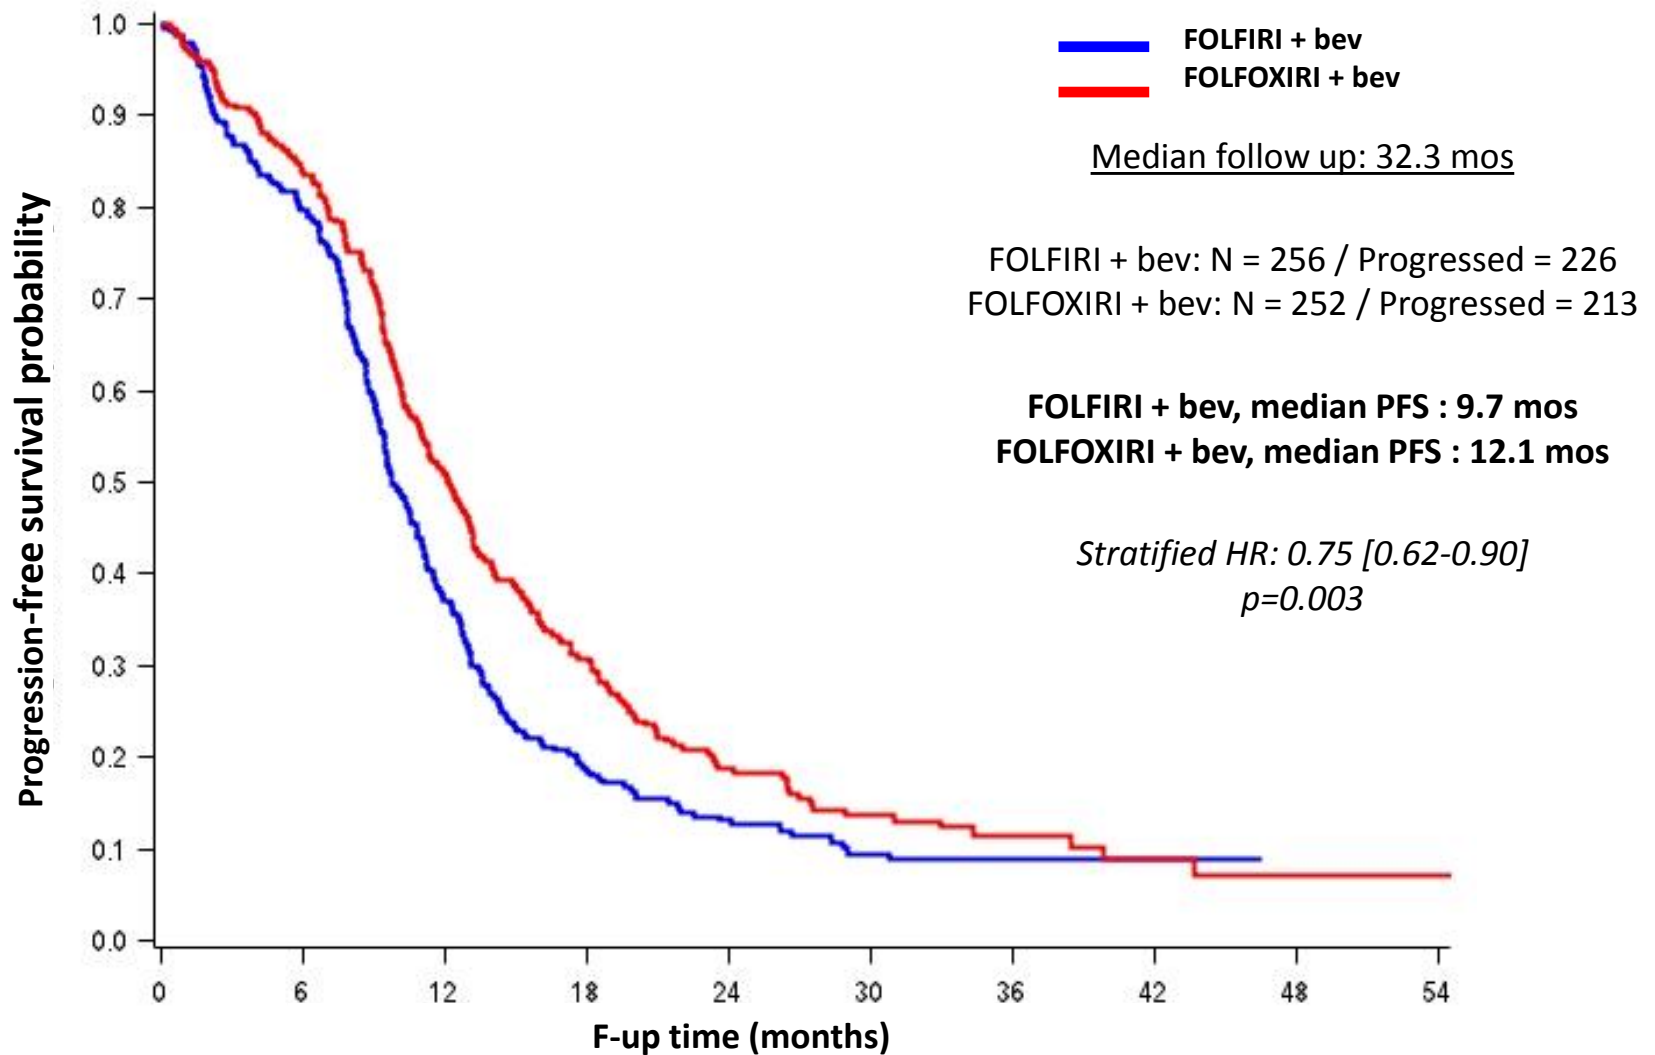 1.0
0.9
0.8
0.7
0.6
0.5
0.4
0.3
0.2
0.1
0.0
Progression-free survival probability
FOLFIRI + bev
FOLFOXIRI + bev
Median follow up: 32.3 mos
FOLFIRI + bev: N = 256 / Progressed = 226
FOLFOXIRI + bev: N = 252 / Progressed = 213
FOLFIRI + bev, median PFS : 9.7 mos
FOLFOXIRI + bev, median PFS : 12.1 mos
Stratified HR: 0.75 [0.62-0.90]
p=0.003
0 6 12 18 24 30 36 42 48 54
F-up time (months)